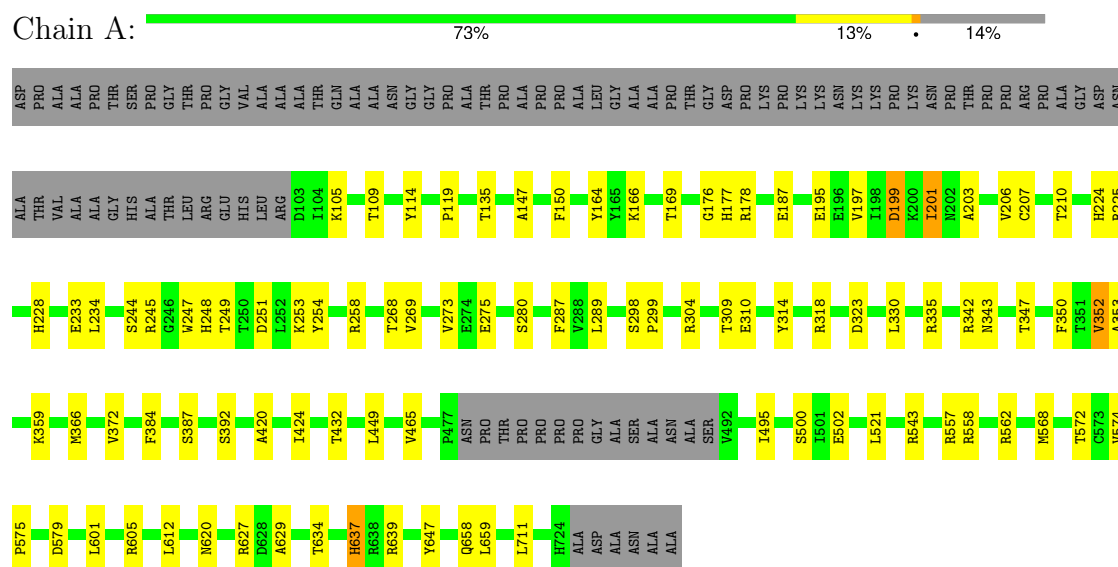 Chain A:
73% 13% • 14%
ASP PRO ALA ALA PRO THR SER PRO GLY THR PRO GLY VAL ALA ALA ALA THR GLN ALA ALA ASN GLY GLY PRO ALA THR PRO ALA PRO PRO ALA LEU GLY ALA ALA PRO THR GLY ASP PRO LYS PRO LYS LYS ASN LYS LYS PRO LYS ASN PRO THR PRO PRO ARG PRO ALA GLY ASP ASN
ALA THR VAL ALA ALA GLY HIS ALA THR LEU ARG GLU HIS LEU ARG D103 I104 K105 T109 Y114 P119 T135 A147 F150 Y164 Y165 K166 T169 G176 H177 R178 E187 E195 E196 V197 I198 D199 K200 I201 N202 A203 V206 C207 T210 H224
H228 E233 L234 S244 R245 G246 W247 H248 T249 T250 D251 L252 K253 Y254 R258 T268 V269 V273 E274 E275 S280 F287 V288 L289 S298 P299 R304 T309 E310 Y314 R318 D323 L330 R335 R342 N343 T347 F350 T351 V352
K359 M366 V372 F384 S387 S392 A420 I424 T432 L449 V465 P477 ASN PRO THR PRO PRO PRO PRO GLY ALA SER ALA ASN ALA SER V492 I495 S500 I501 E502 L521 R543 R557 R558 R562 M568 T572 C573
P575 D579 L601 R605 L612 N620 R627 D628 A629 T634 H637 R638 R639 Y647 Q658 L659 L711 H724 ALA ASP ALA ASN ALA ALA